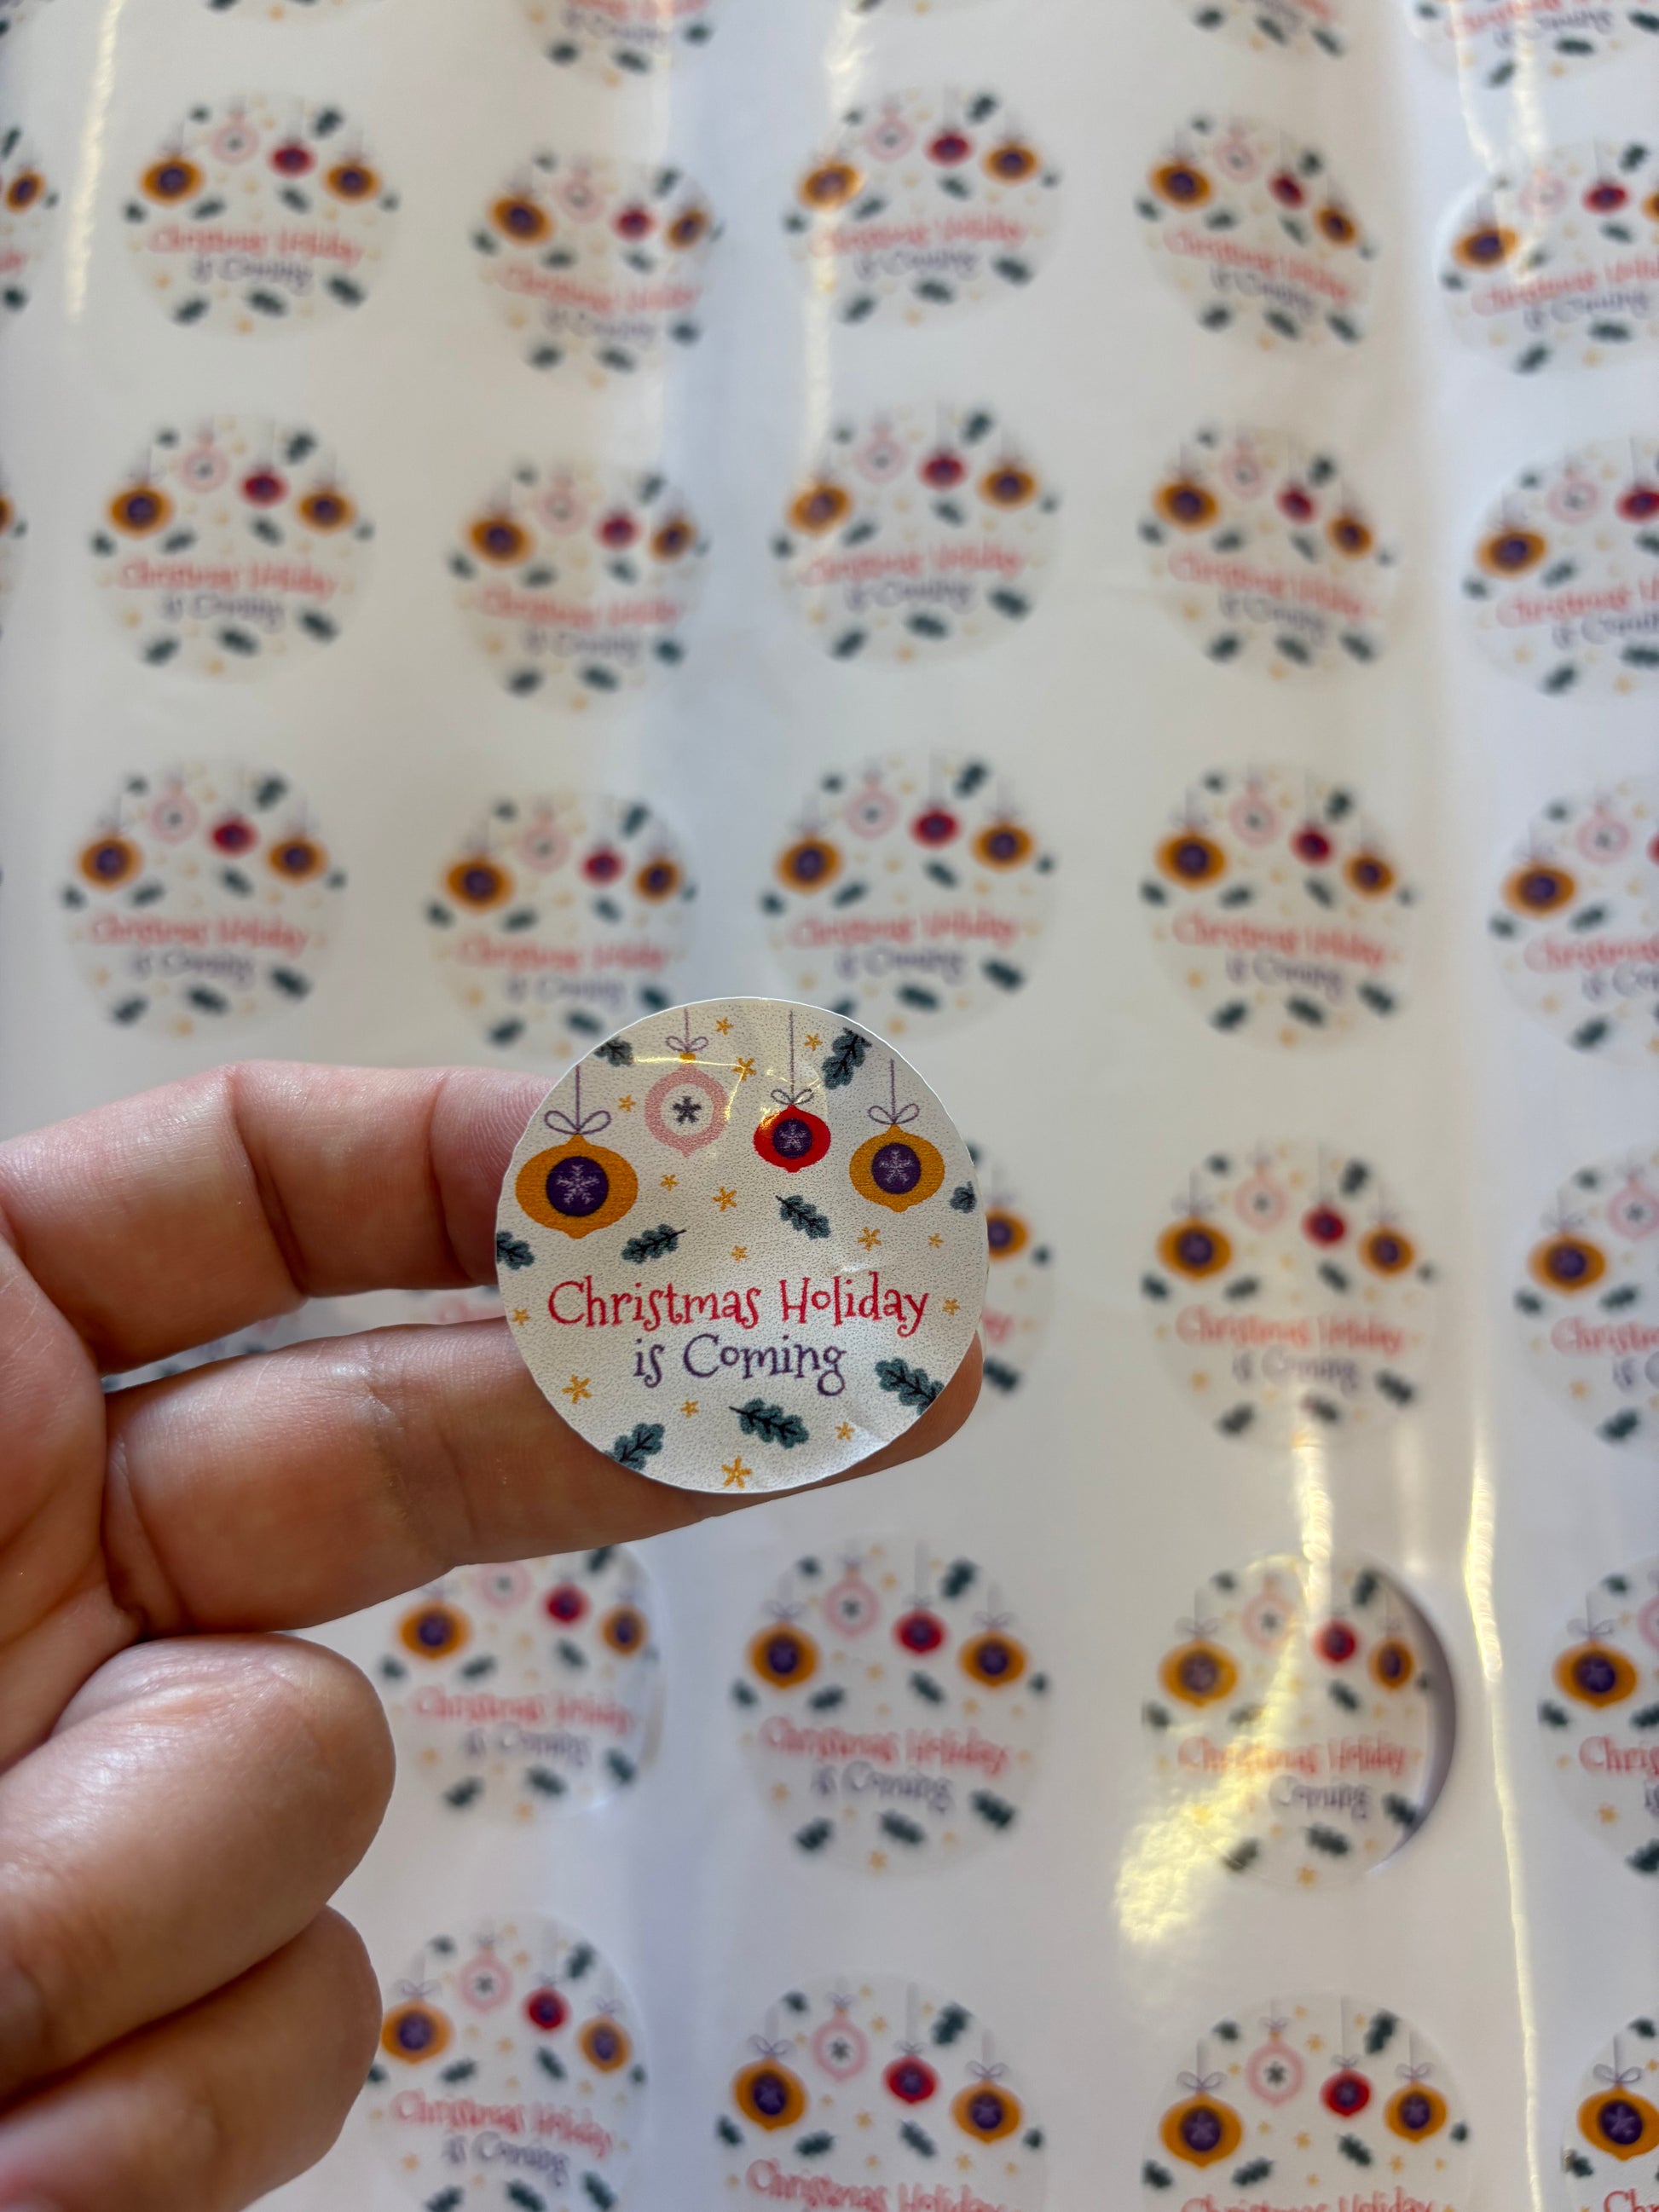 Christmas Holiday
is Coming